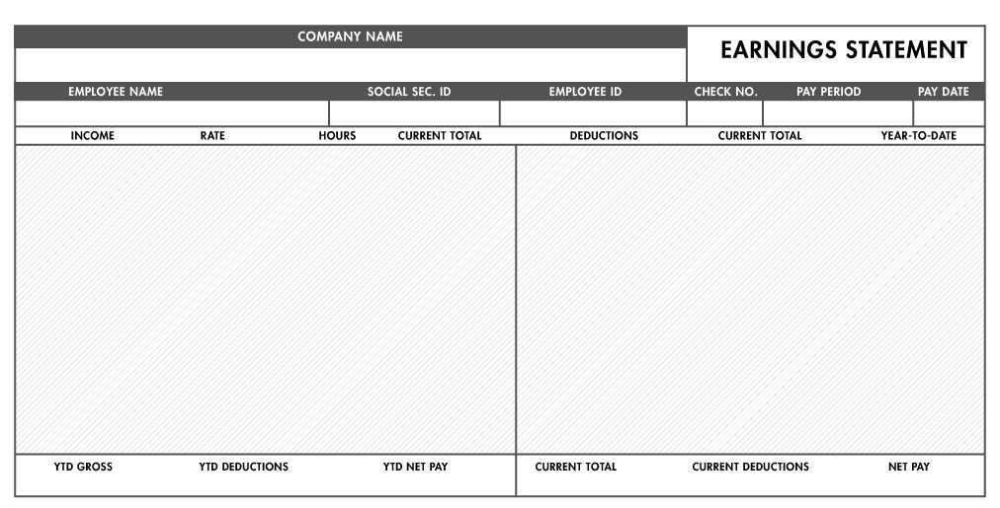 COMPANY NAME
EARNINGS STATEMENT
EMPLOYEE NAME SOCIAL SEC. ID EMPLOYEE ID CHECK NO. PAY PERIOD PAY DATE
INCOME RATE HOURS CURRENT TOTAL DEDUCTIONS CURRENT TOTAL YEAR-TO-DATE
YTD GROSS YTD DEDUCTIONS YTD NET PAY CURRENT TOTAL CURRENT DEDUCTIONS NET PAY